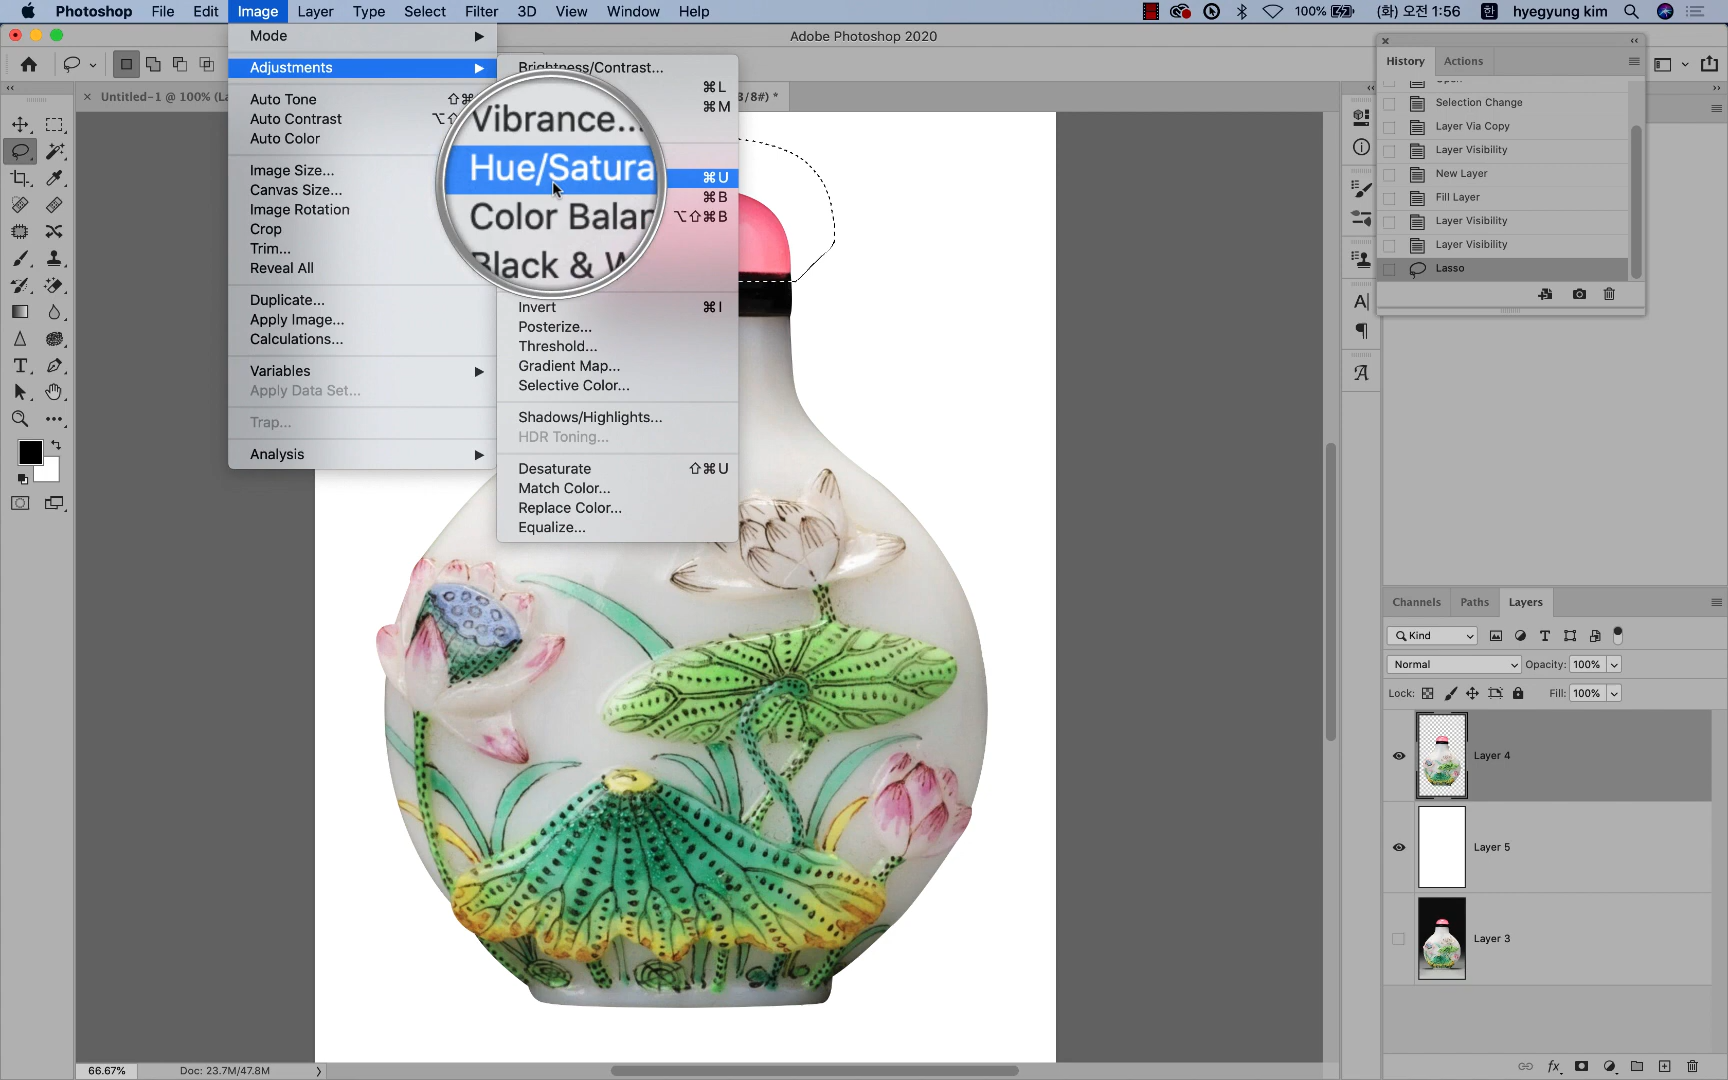 Photoshop File Edit Image Layer Type Select Filter 3D View Window Help
100% (화) 오전 1:56 한 hyegyung kim
Adobe Photoshop 2020
Untitled-1 @ 100% (La
3/8#) *
Mode
Adjustments
Auto Tone
Auto Contrast
Auto Color
Image Size...
Canvas Size...
Image Rotation
Crop
Trim...
Reveal All
Duplicate...
Apply Image...
Calculations...
Variables
Apply Data Set...
Trap...
Analysis
Brightness/Contrast...
⌘L
⌘M
Vibrance...
Hue/Satura ⌘U
Color Balan ⌘B
Black & W ⌥⇧⌘B
Invert ⌘I
Posterize...
Threshold...
Gradient Map...
Selective Color...
Shadows/Highlights...
HDR Toning...
Desaturate ⇧⌘U
Match Color...
Replace Color...
Equalize...
History Actions
Selection Change
Layer Via Copy
Layer Visibility
New Layer
Fill Layer
Layer Visibility
Layer Visibility
Lasso
Channels Paths Layers
Kind
Normal Opacity: 100%
Lock: Fill: 100%
Layer 4
Layer 5
Layer 3
66.67% Doc: 23.7M/47.8M